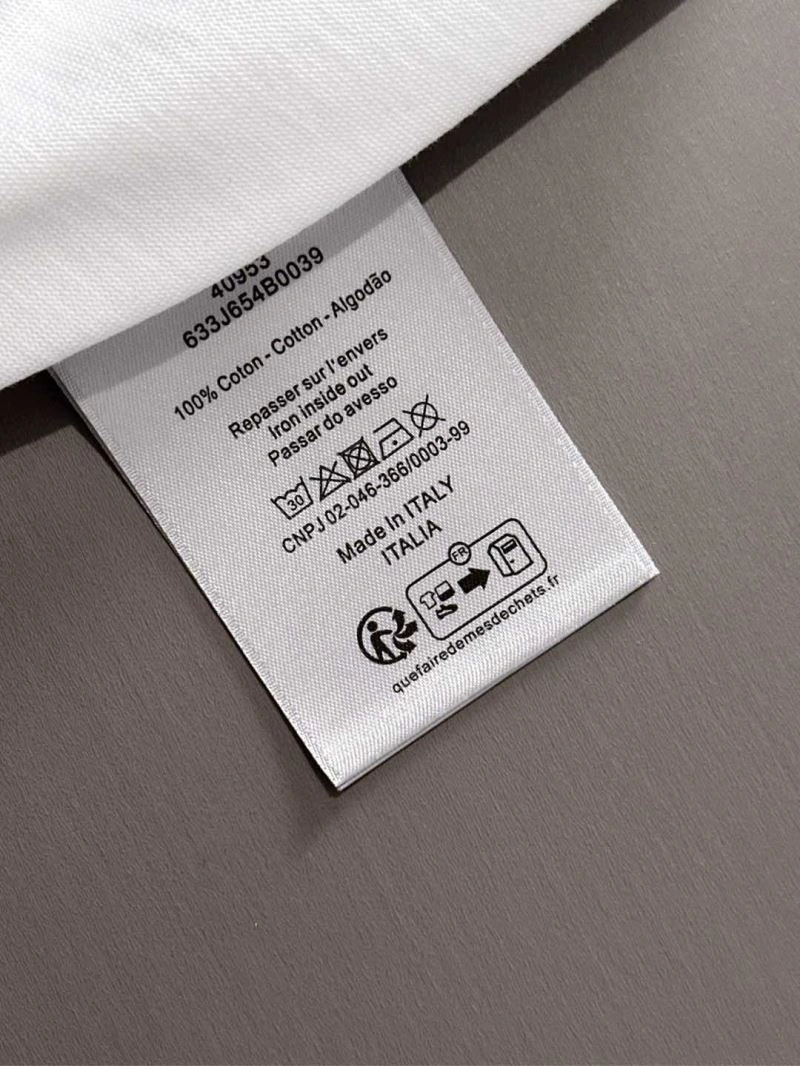 40953
633J654B0039
100% Coton - Cotton - Algodão
Repasser sur l'envers
Iron inside out
Passar do avesso
30
CNPJ 02-046-366/0003-99
Made In ITALY
ITALIA
FR
quefairedemesdechets.fr